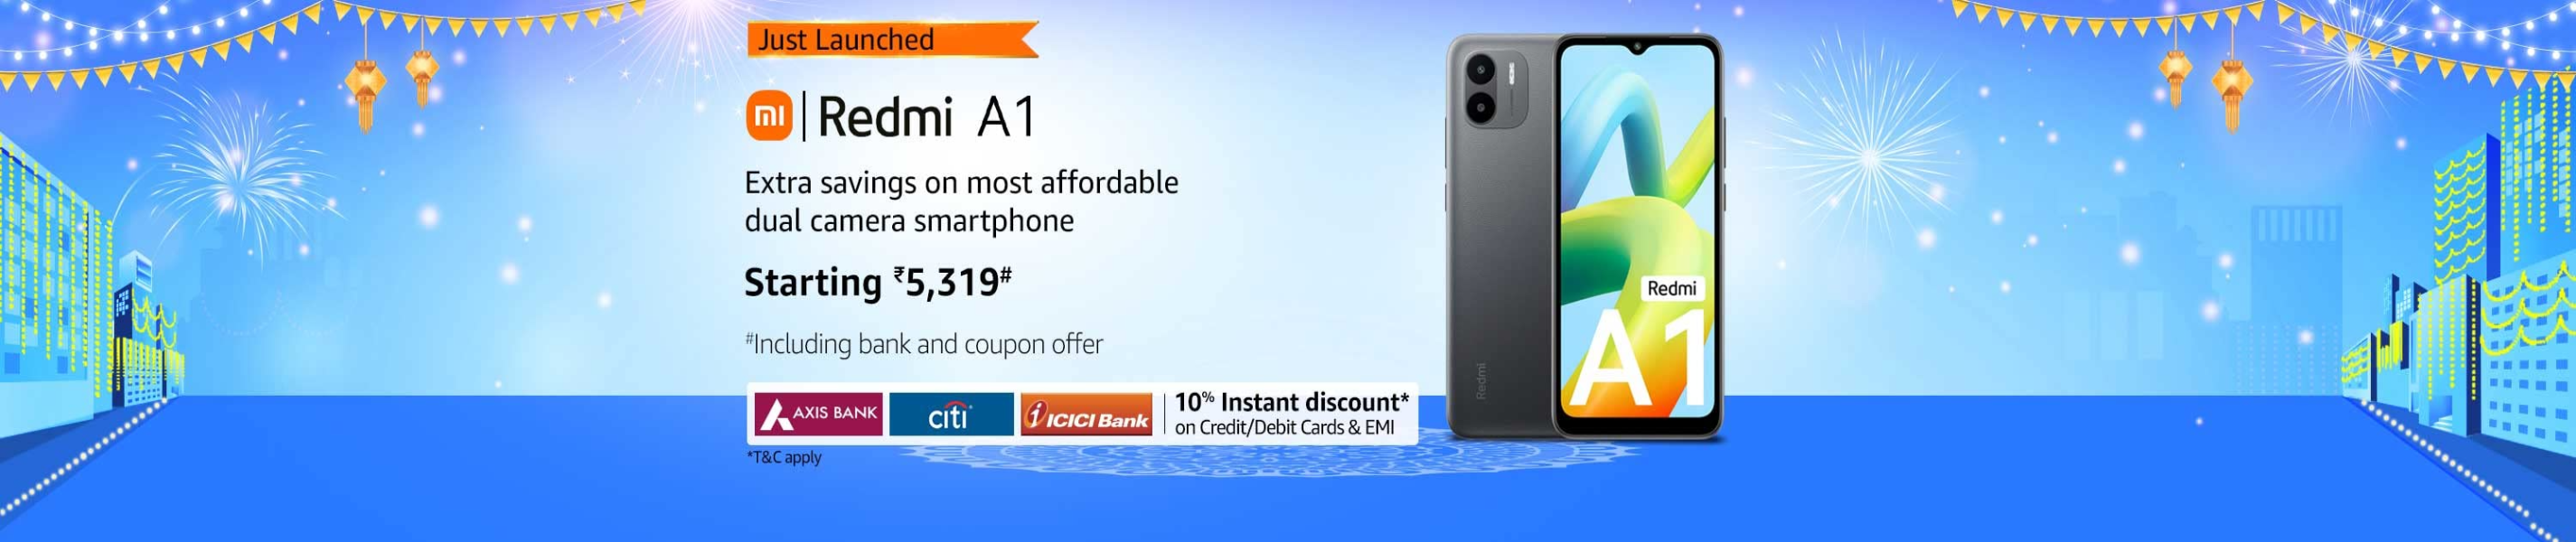 Just Launched
mi | Redmi A1
Extra savings on most affordable
dual camera smartphone
Starting ₹5,319#
#Including bank and coupon offer
AXIS BANK
citi
ICICI Bank
10% Instant discount*
on Credit/Debit Cards & EMI
*T&C apply
Redmi
Redmi
A1